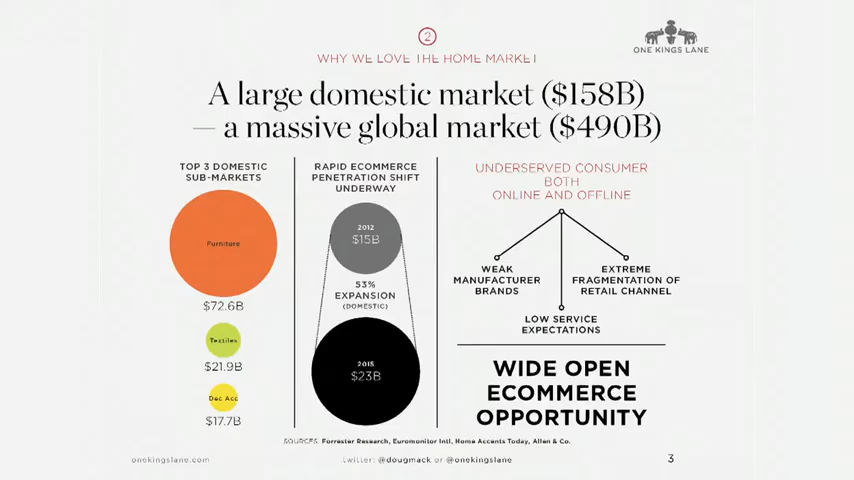 2
ONE KINGS LANE
WHY WE LOVE THE HOME MARKET
A large domestic market ($158B)
— a massive global market ($490B)
TOP 3 DOMESTIC
SUB-MARKETS
Furniture
$72.6B
Textiles
$21.9B
Dec Acc
$17.7B
RAPID ECOMMERCE
PENETRATION SHIFT
UNDERWAY
2012
$15B
53%
EXPANSION
(DOMESTIC)
2015
$23B
UNDERSERVED CONSUMER
BOTH
ONLINE AND OFFLINE
WEAK
MANUFACTURER
BRANDS
EXTREME
FRAGMENTATION OF
RETAIL CHANNEL
LOW SERVICE
EXPECTATIONS
WIDE OPEN
ECOMMERCE
OPPORTUNITY
SOURCES: Forrester Research, Euromonitor Intl, Home Accents Today, Allen & Co.
onekingslane.com
twitter: @dougmack or @onekingslane
3